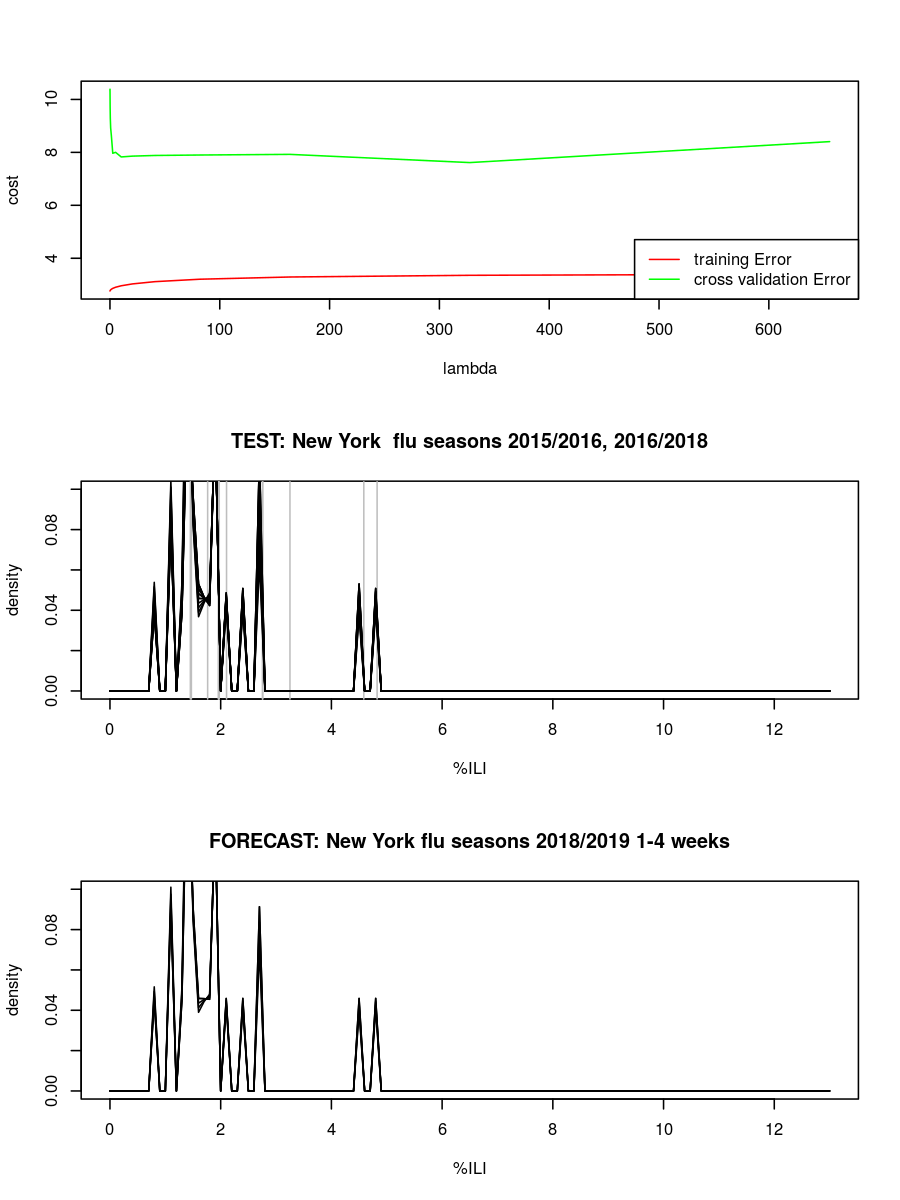 10
8
6
4
cost
training Error
cross validation Error
0 100 200 300 400 500 600
lambda
TEST: New York  flu seasons 2015/2016, 2016/2018
0.08
0.04
0.00
density
0 2 4 6 8 10 12
%ILI
FORECAST: New York flu seasons 2018/2019 1-4 weeks
0.08
0.04
0.00
density
0 2 4 6 8 10 12
%ILI